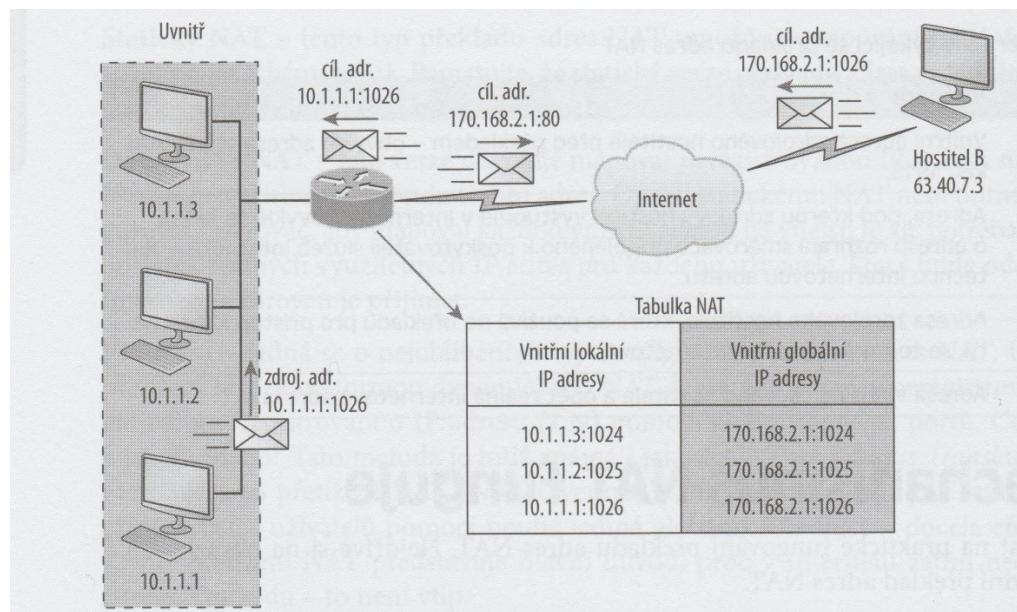 Uvnitř
cíl. adr.
10.1.1.1:1026
cíl. adr.
170.168.2.1:80
cíl. adr.
170.168.2.1:1026
10.1.1.3
Internet
Hostitel B
63.40.7.3
10.1.1.2
zdroj. adr.
10.1.1.1:1026
10.1.1.1
Tabulka NAT
Vnitřní lokální
IP adresy
Vnitřní globální
IP adresy
10.1.1.3:1024
170.168.2.1:1024
10.1.1.2:1025
170.168.2.1:1025
10.1.1.1:1026
170.168.2.1:1026